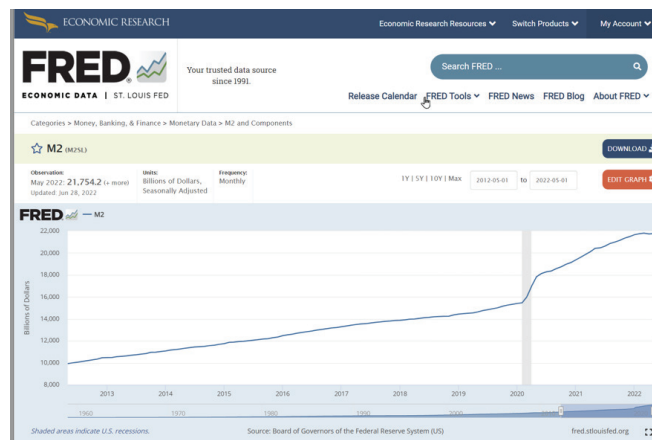 ECONOMIC RESEARCH
Economic Research Resources Switch Products My Account
FRED
ECONOMIC DATA | ST. LOUIS FED
Your trusted data source
since 1991.
Search FRED ...
Release Calendar FRED Tools FRED News FRED Blog About FRED
Categories > Money, Banking, & Finance > Monetary Data > M2 and Components
M2 (M2SL)
DOWNLOAD
Observation:
May 2022: 21,754.2 (+ more)
Updated: Jun 28, 2022
Units:
Billions of Dollars,
Seasonally Adjusted
Frequency:
Monthly
1Y | 5Y | 10Y | Max 2012-05-01 to 2022-05-01
EDIT GRAPH
FRED — M2
22,000
20,000
18,000
16,000
14,000
12,000
10,000
8,000
Billions of Dollars
2013 2014 2015 2016 2017 2018 2019 2020 2021 2022
1960 1970 1980 1990 2000
Shaded areas indicate U.S. recessions. Source: Board of Governors of the Federal Reserve System (US) fred.stlouisfed.org